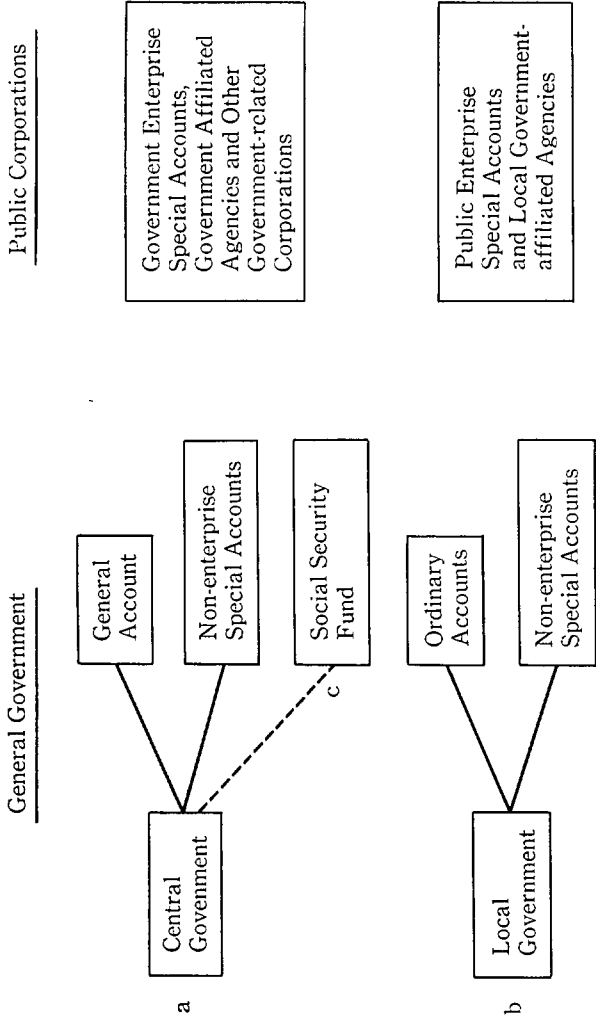 General Government
Public Corporations
a
Central
Govenment
General
Account
Non-enterprise
Special Accounts
c
Social Security
Fund
Government Enterprise
Special Accounts,
Government Affiliated
Agencies and Other
Government-related
Corporations
b
Local
Government
Ordinary
Accounts
Non-enterprise
Special Accounts
Public Enterprise
Special Accounts
and Local Government-
affiliated Agencies